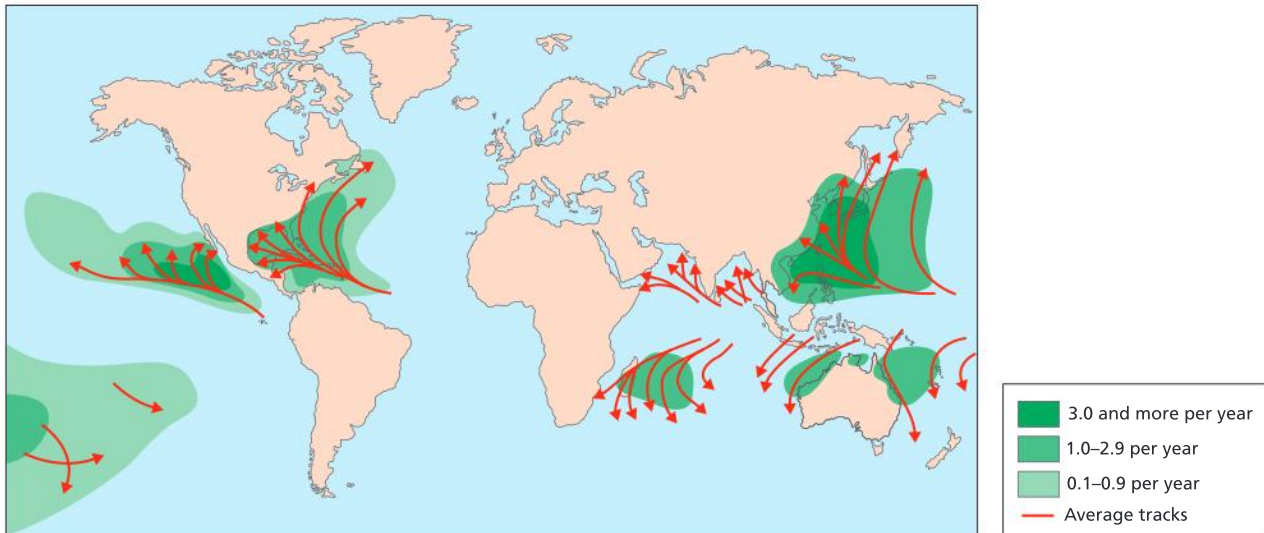 3.0 and more per year
1.0–2.9 per year
0.1–0.9 per year
Average tracks